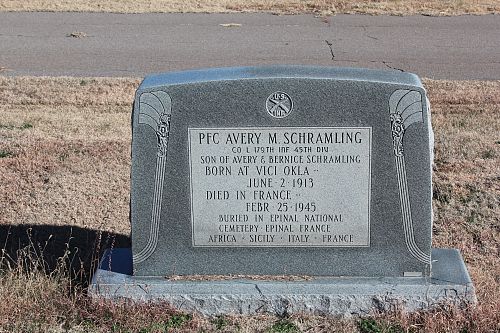 PFC AVERY M. SCHRAMLING
CO L 179TH INF 45TH DIV
SON OF AVERY & BERNICE SCHRAMLING
BORN AT VICI OKLA
JUNE - 2 - 1913
DIED IN FRANCE
FEBR - 25 - 1945
BURIED IN EPINAL NATIONAL
CEMETERY EPINAL FRANCE
AFRICA - SICILY - ITALY - FRANCE